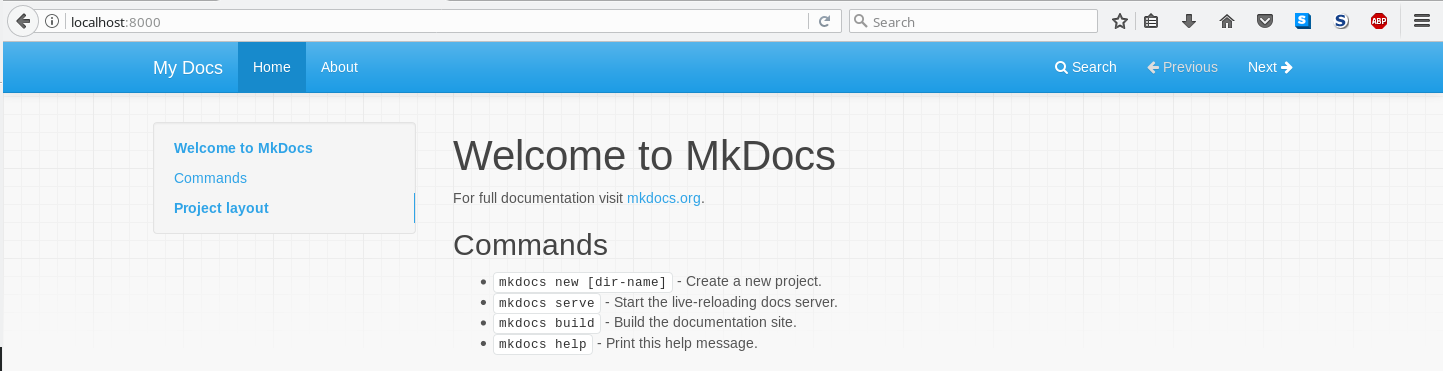 localhost:8000
Search
S
S
ABP
My Docs Home About Search Previous Next
Welcome to MkDocs
Commands
Project layout
Welcome to MkDocs
For full documentation visit mkdocs.org.
Commands
mkdocs new [dir-name] - Create a new project.
mkdocs serve - Start the live-reloading docs server.
mkdocs build - Build the documentation site.
mkdocs help - Print this help message.